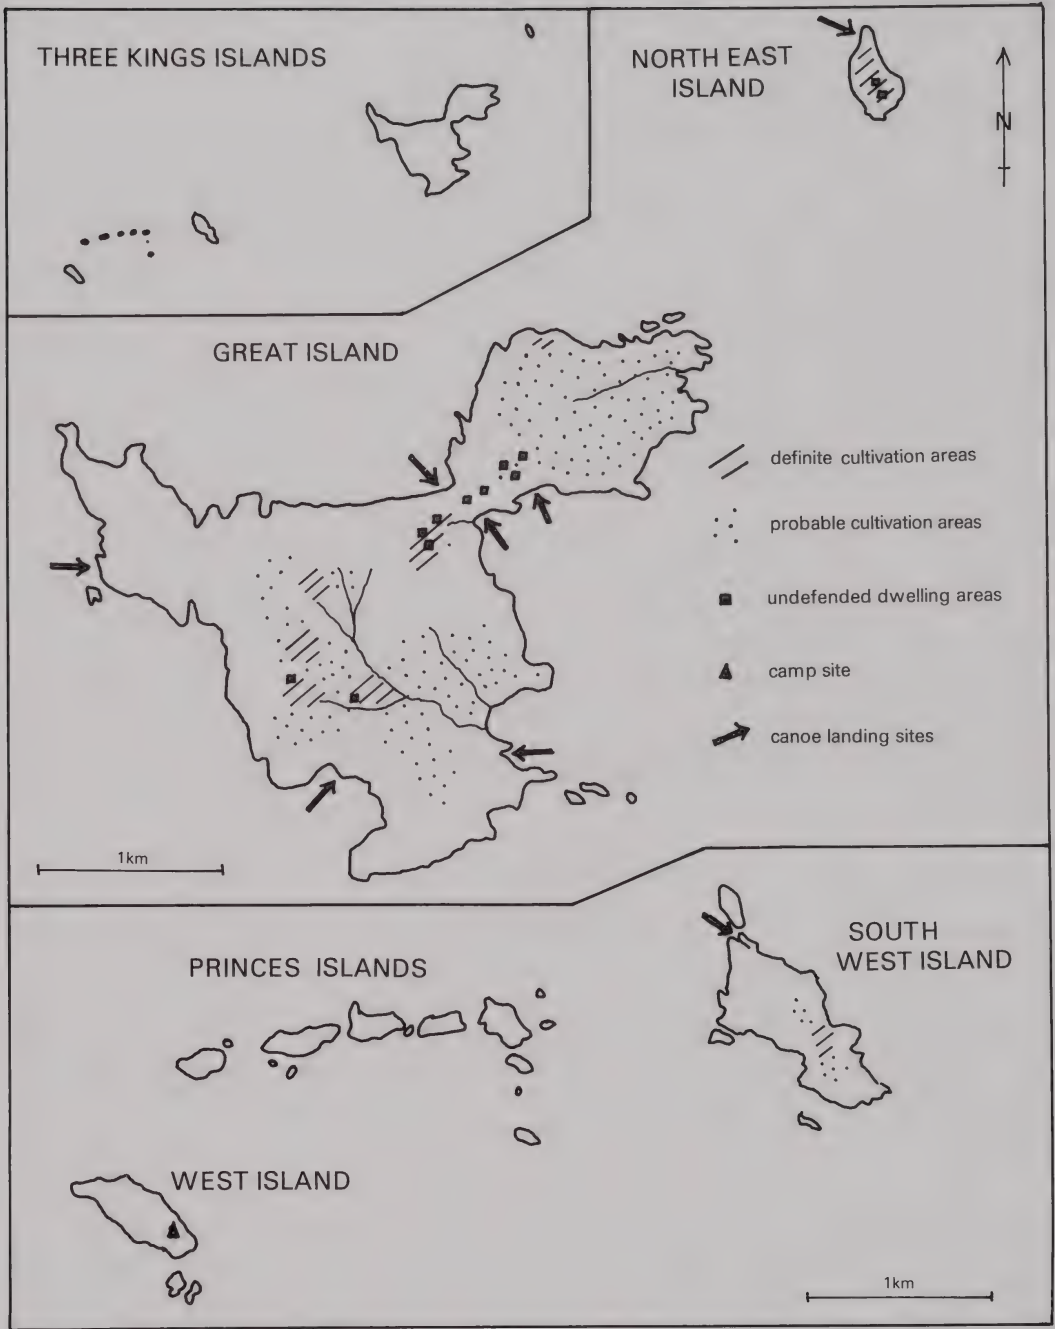 THREE KINGS ISLANDS
NORTH EAST
ISLAND
N
GREAT ISLAND
definite cultivation areas
probable cultivation areas
undefended dwelling areas
camp site
canoe landing sites
1km
PRINCES ISLANDS
SOUTH
WEST ISLAND
WEST ISLAND
1km